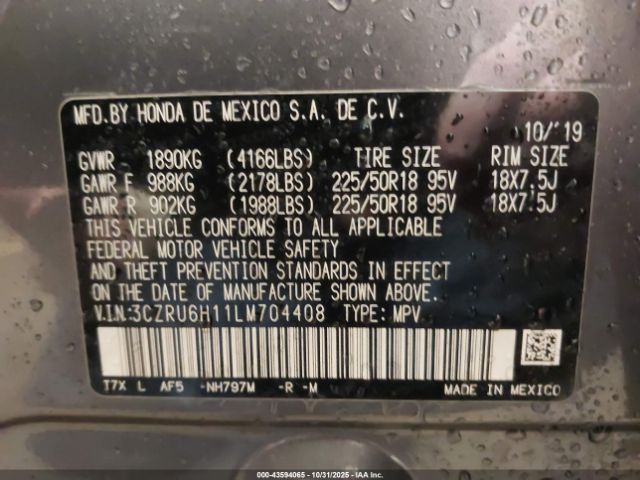 MFD.BY HONDA DE MEXICO S.A. DE C.V.
10/'19
GVWR - 1890KG (4166LBS) TIRE SIZE RIM SIZE
GAWR F 988KG (2178LBS) 225/50R18 95V 18X7.5J
GAWR R 902KG (1988LBS) 225/50R18 95V 18X7.5J
THIS VEHICLE CONFORMS TO ALL APPLICABLE
FEDERAL MOTOR VEHICLE SAFETY
AND THEFT PREVENTION STANDARDS IN EFFECT
ON THE DATE OF MANUFACTURE SHOWN ABOVE.
V.I.N:3CZRU6H11LM704408 TYPE: MPV
T7X L AF5 -NH797M -R -M MADE IN MEXICO
000-43594065 | 10/31/2025 | IAA Inc.